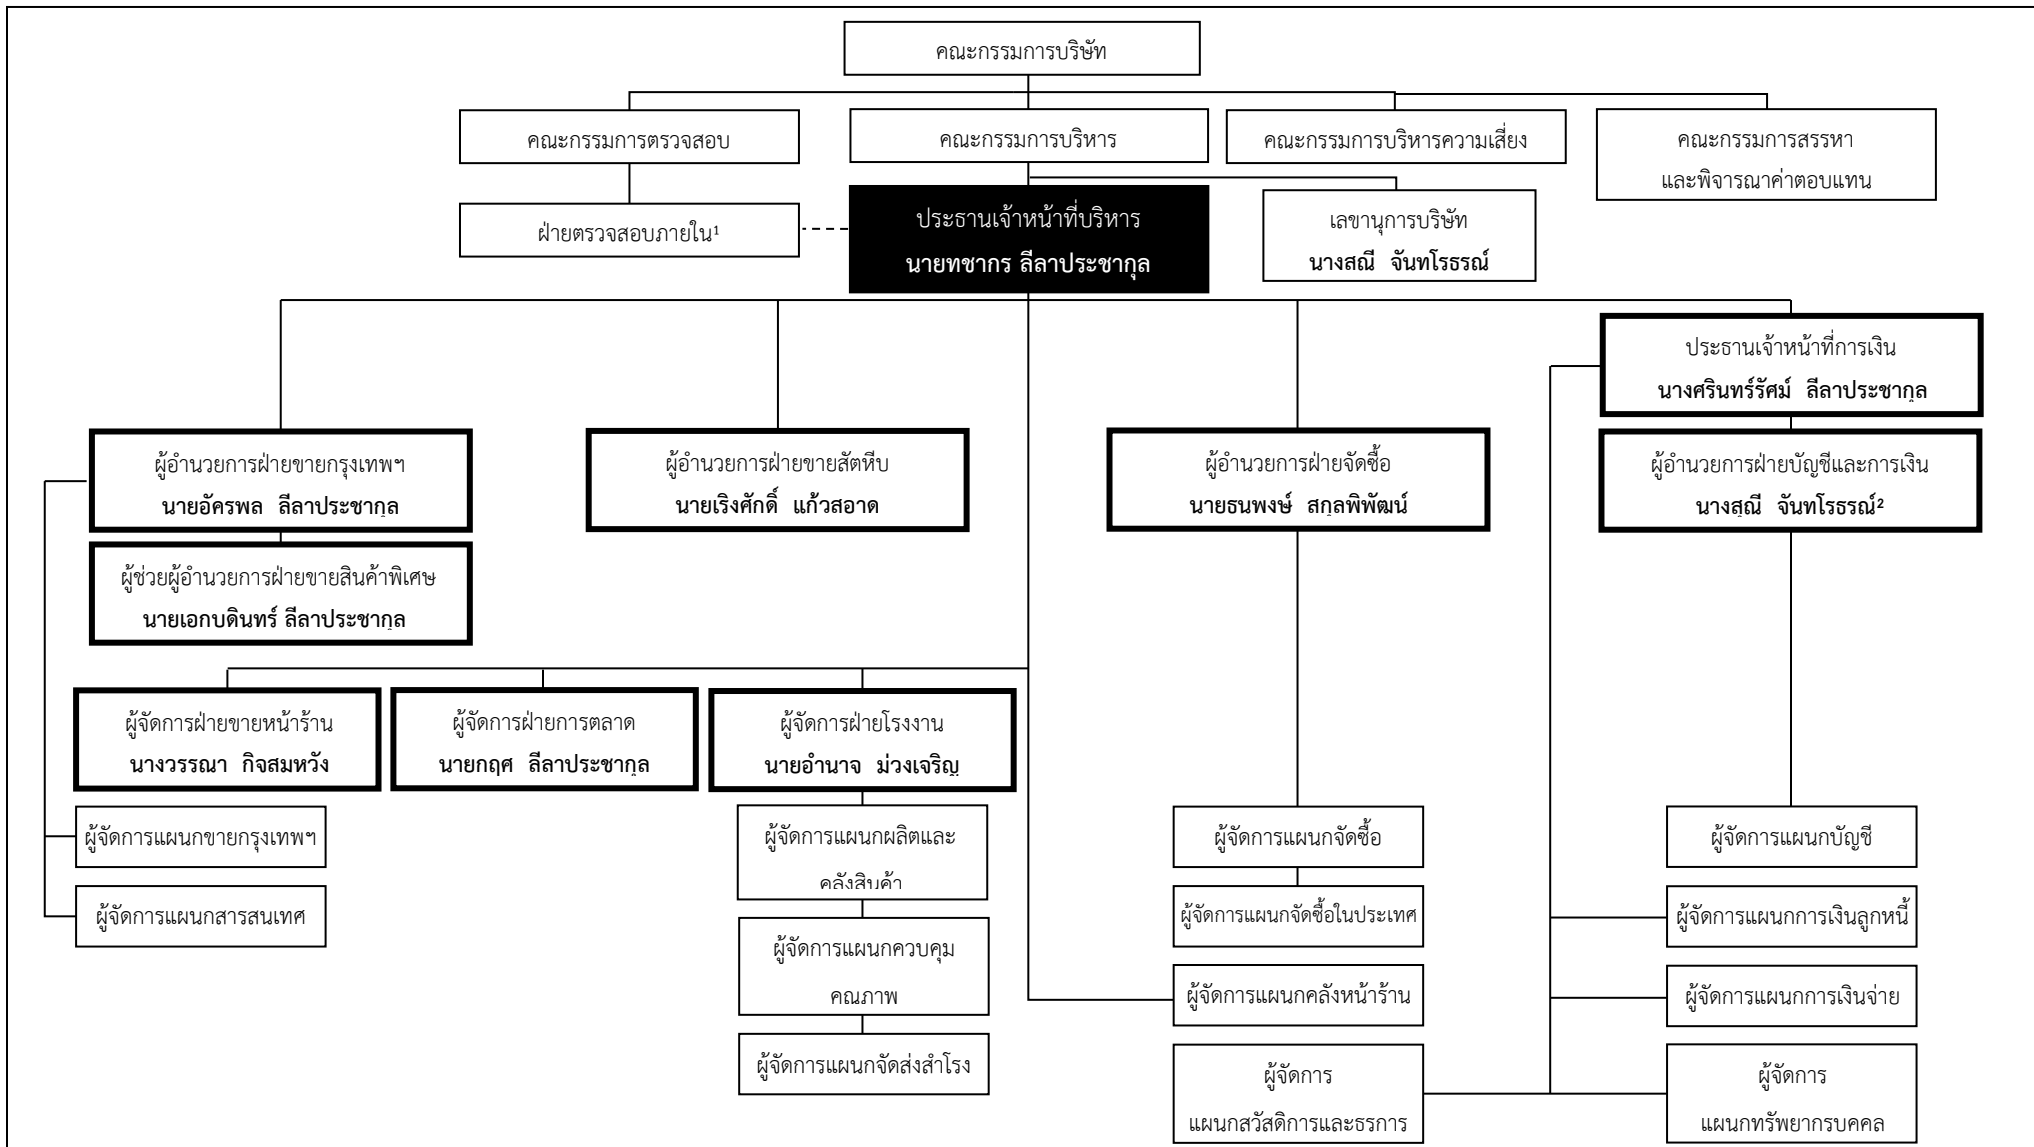 คณะกรรมการบริษัท
คณะกรรมการตรวจสอบ
คณะกรรมการบริหาร
คณะกรรมการบริหารความเสี่ยง
คณะกรรมการสรรหา
และพิจารณาค่าตอบแทน
ฝ่ายตรวจสอบภายใน¹
ประธานเจ้าหน้าที่บริหาร
นายทชากร ลีลาประชากุล
เลขานุการบริษัท
นางสุณี จันทโรธรณ์
ประธานเจ้าหน้าที่การเงิน
นางศรินทร์รัศม์ ลีลาประชากุล
ผู้อำนวยการฝ่ายขายกรุงเทพฯ
นายอัครพล ลีลาประชากุล
ผู้อำนวยการฝ่ายขายสัตหีบ
นายเริงศักดิ์ แก้วสอาด
ผู้อำนวยการฝ่ายจัดซื้อ
นายธนพงษ์ สกุลพิพัฒน์
ผู้อำนวยการฝ่ายบัญชีและการเงิน
นางสุณี จันทโรธรณ์²
ผู้ช่วยผู้อำนวยการฝ่ายขายสินค้าพิเศษ
นายเอกบดินทร์ ลีลาประชากุล
ผู้จัดการฝ่ายขายหน้าร้าน
นางวรรณา กิจสมหวัง
ผู้จัดการฝ่ายการตลาด
นายกฤศ ลีลาประชากุล
ผู้จัดการฝ่ายโรงงาน
นายอำนาจ ม่วงเจริญ
ผู้จัดการแผนกขายกรุงเทพฯ
ผู้จัดการแผนกผลิตและ
คลังสินค้า
ผู้จัดการแผนกจัดซื้อ
ผู้จัดการแผนกบัญชี
ผู้จัดการแผนกสารสนเทศ
ผู้จัดการแผนกจัดซื้อในประเทศ
ผู้จัดการแผนกการเงินลูกหนี้
ผู้จัดการแผนกควบคุม
คุณภาพ
ผู้จัดการแผนกคลังหน้าร้าน
ผู้จัดการแผนกการเงินจ่าย
ผู้จัดการแผนกจัดส่งสำโรง
ผู้จัดการ
แผนกสวัสดิการและธุรการ
ผู้จัดการ
แผนกทรัพยากรบุคคล